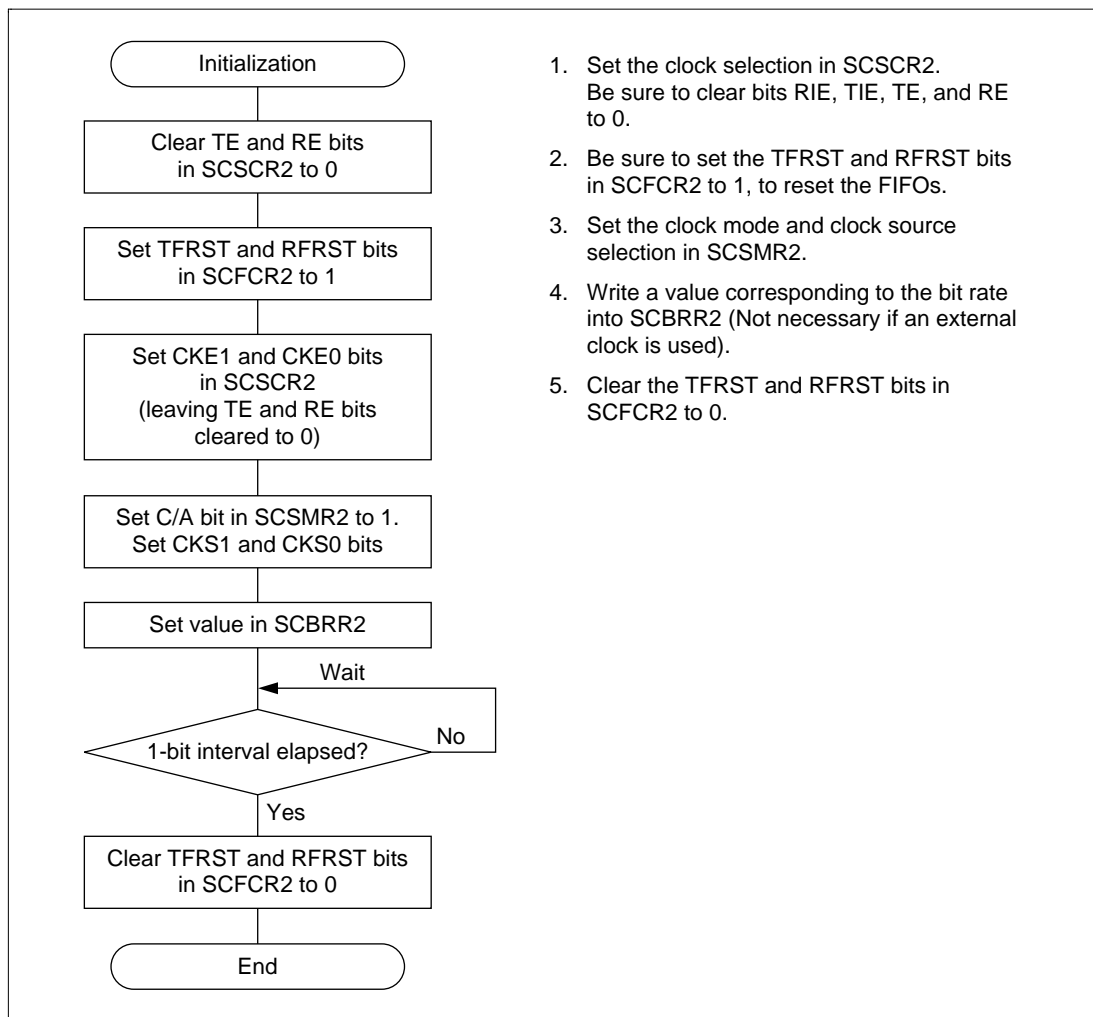 Initialization
Clear TE and RE bits
in SCSCR2 to 0
Set TFRST and RFRST bits
in SCFCR2 to 1
Set CKE1 and CKE0 bits
in SCSCR2
(leaving TE and RE bits
cleared to 0)
Set C/A bit in SCSMR2 to 1.
Set CKS1 and CKS0 bits
Set value in SCBRR2
Wait
1-bit interval elapsed?
No
Yes
Clear TFRST and RFRST bits
in SCFCR2 to 0
End
1. Set the clock selection in SCSCR2.
Be sure to clear bits RIE, TIE, TE, and RE
to 0.
2. Be sure to set the TFRST and RFRST bits
in SCFCR2 to 1, to reset the FIFOs.
3. Set the clock mode and clock source
selection in SCSMR2.
4. Write a value corresponding to the bit rate
into SCBRR2 (Not necessary if an external
clock is used).
5. Clear the TFRST and RFRST bits in
SCFCR2 to 0.